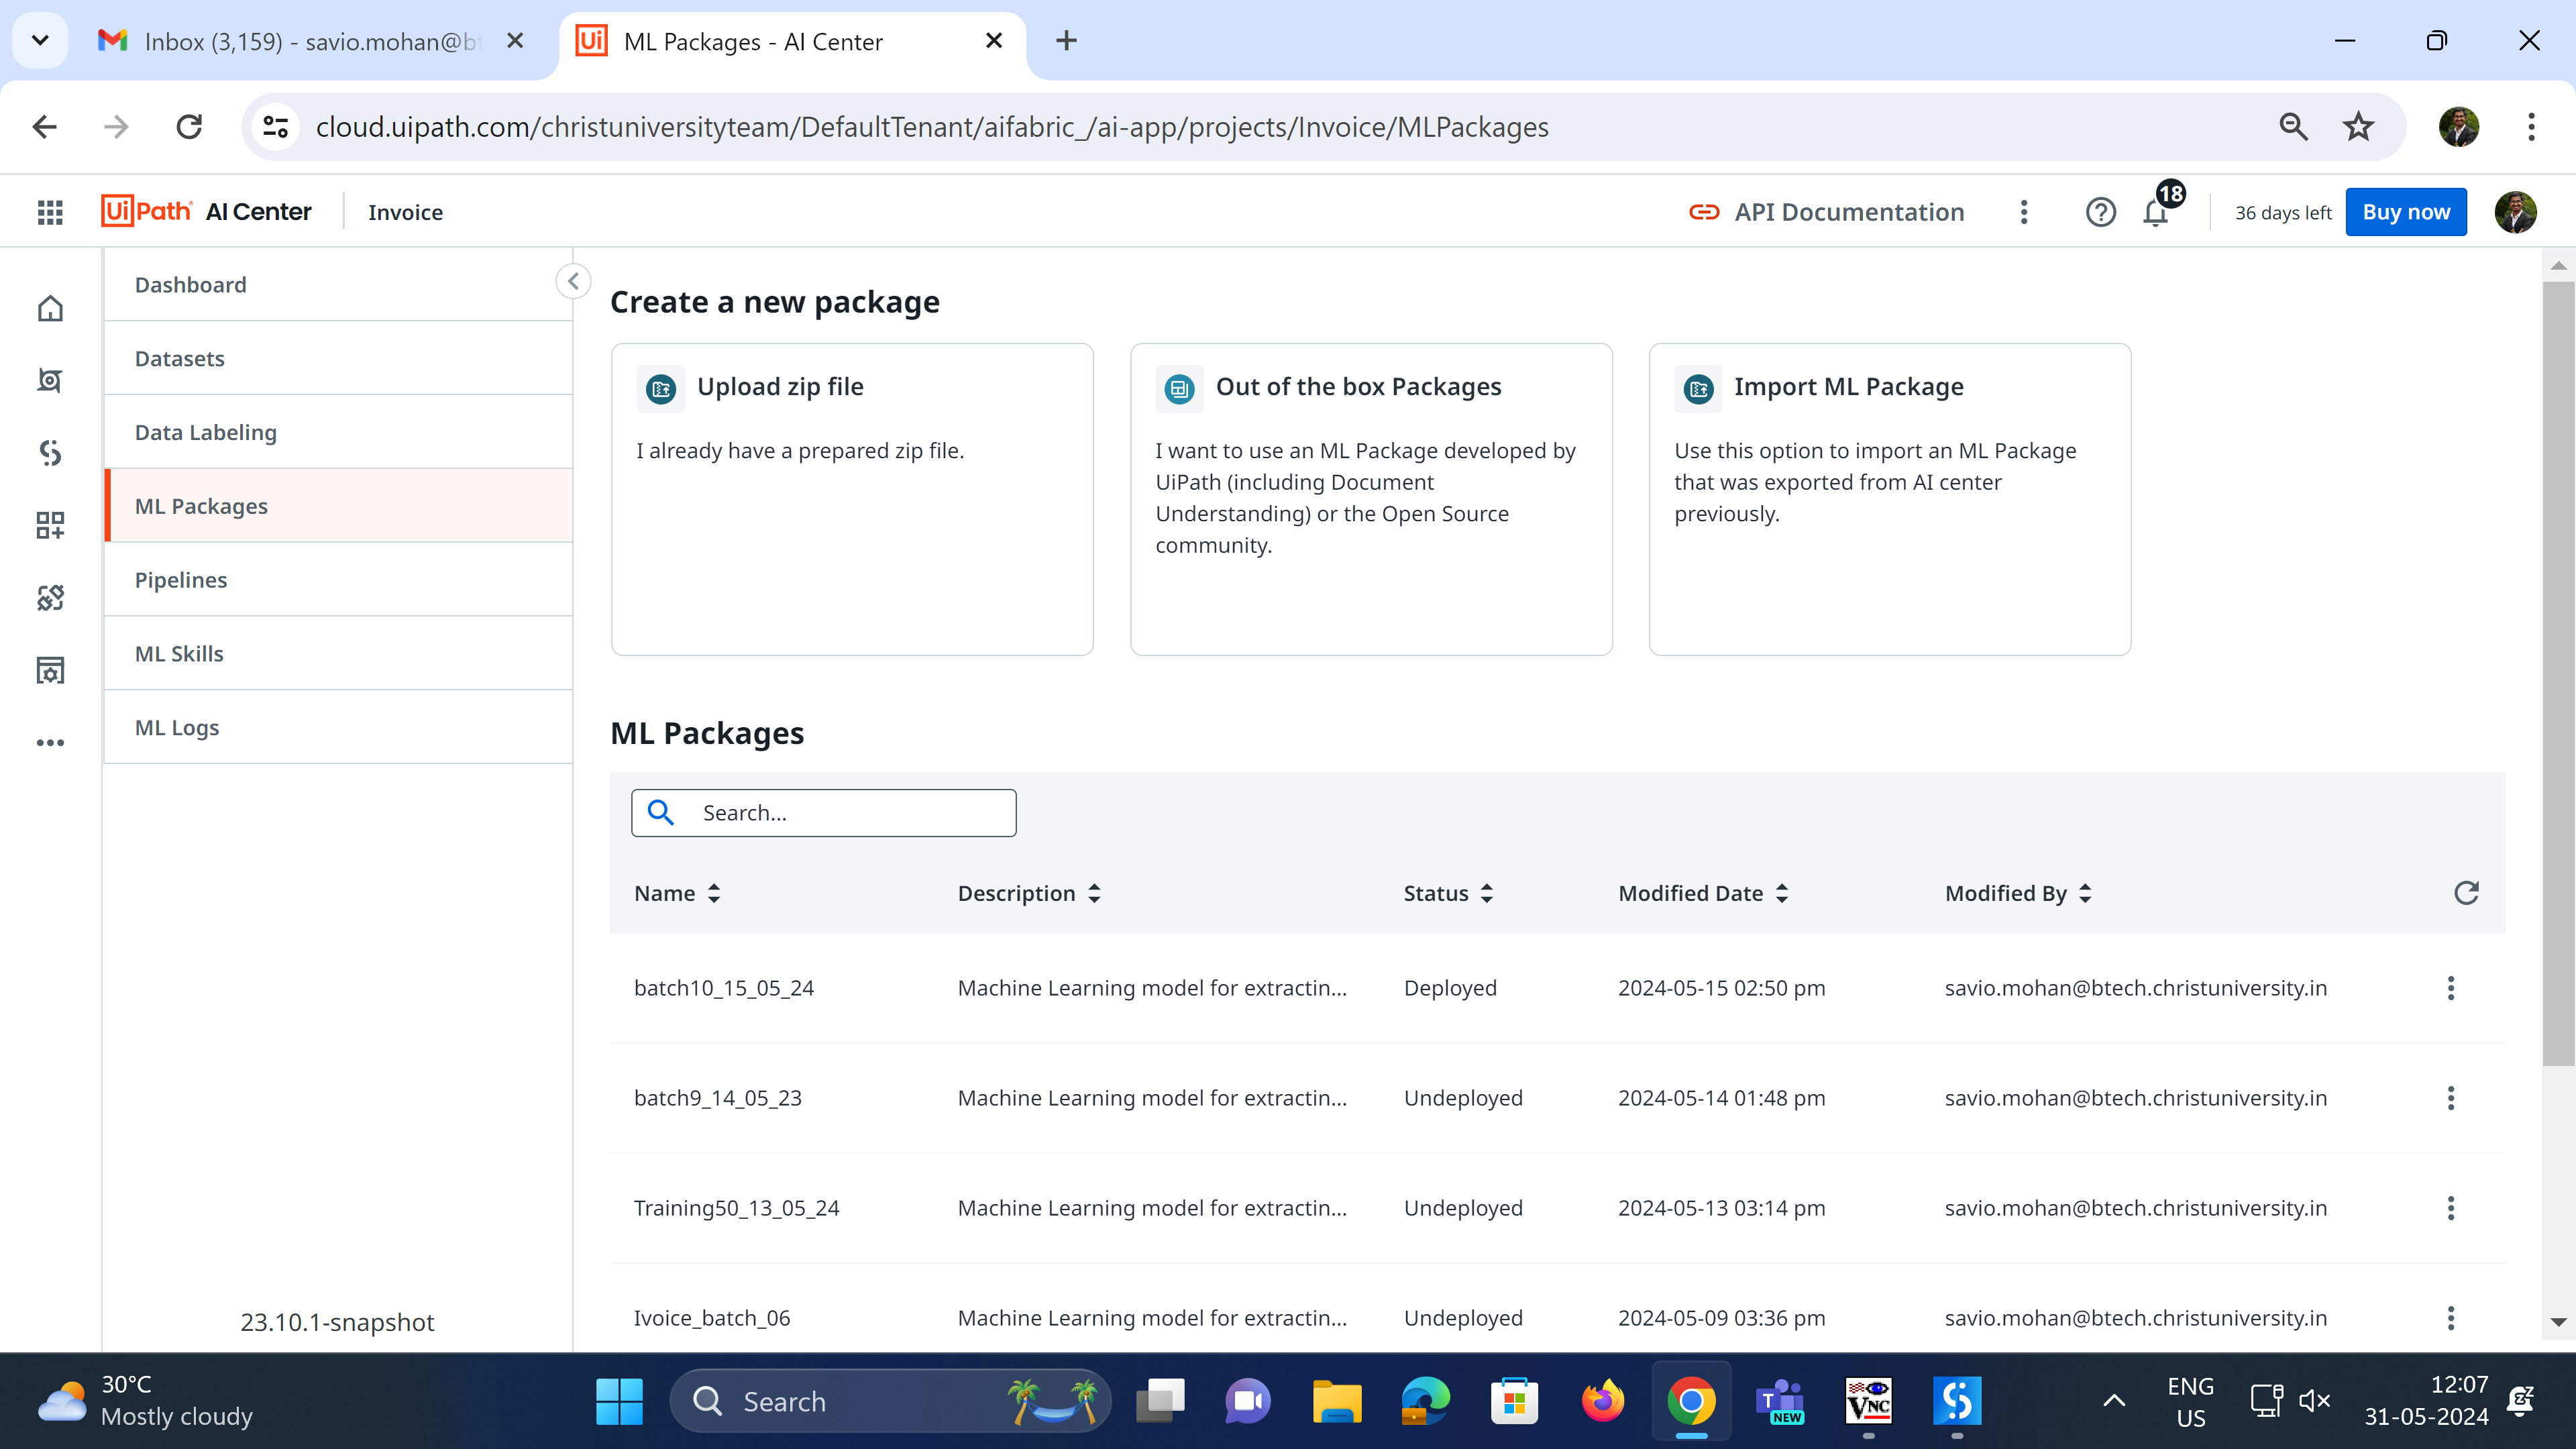 Inbox (3,159) - savio.mohan@bt
ML Packages - AI Center
cloud.uipath.com/christuniversityteam/DefaultTenant/aifabric_/ai-app/projects/Invoice/MLPackages
UiPath AI Center
Invoice
API Documentation
18
36 days left
Buy now
Dashboard
Datasets
Data Labeling
ML Packages
Pipelines
ML Skills
ML Logs
23.10.1-snapshot
Create a new package
Upload zip file
I already have a prepared zip file.
Out of the box Packages
I want to use an ML Package developed by
UiPath (including Document
Understanding) or the Open Source
community.
Import ML Package
Use this option to import an ML Package
that was exported from AI center
previously.
ML Packages
Search...
Name Description Status Modified Date Modified By
batch10_15_05_24 Machine Learning model for extractin... Deployed 2024-05-15 02:50 pm savio.mohan@btech.christuniversity.in
batch9_14_05_23 Machine Learning model for extractin... Undeployed 2024-05-14 01:48 pm savio.mohan@btech.christuniversity.in
Training50_13_05_24 Machine Learning model for extractin... Undeployed 2024-05-13 03:14 pm savio.mohan@btech.christuniversity.in
Ivoice_batch_06 Machine Learning model for extractin... Undeployed 2024-05-09 03:36 pm savio.mohan@btech.christuniversity.in
30°C
Mostly cloudy
Search
T
NEW
VNC
ENG
US
12:07
31-05-2024